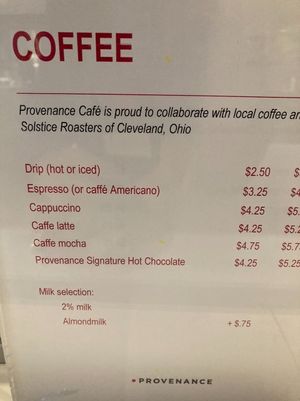 COFFEE
Provenance Café is proud to collaborate with local coffee
Solstice Roasters of Cleveland, Ohio
Drip (hot or iced) $2.50
Espresso (or caffé Americano) $3.25
Cappuccino $4.25
Caffe latte $4.25
Caffe mocha $4.75
Provenance Signature Hot Chocolate $4.25 $5.25
Milk selection:
2% milk
Almondmilk + $.75
PROVENANCE